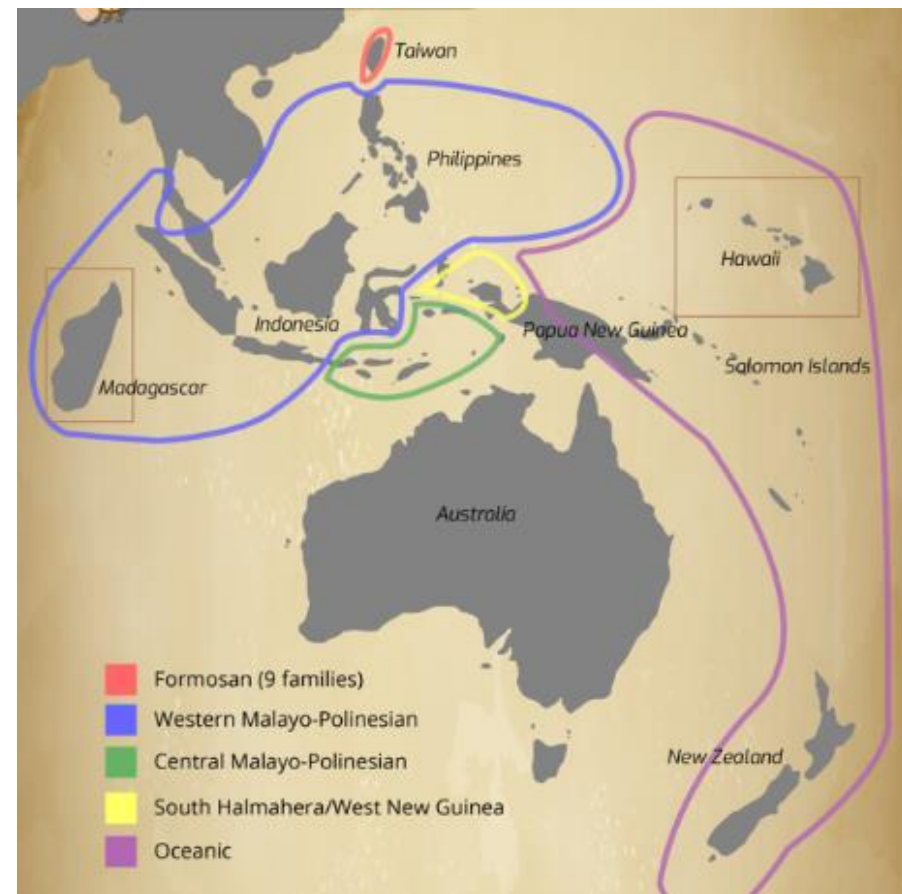 Taiwan
Philippines
Hawaii
Indonesia
Papua New Guinea
Solomon Islands
Madagascar
Australia
Formosan (9 families)
Western Malayo-Polinesian
Central Malayo-Polinesian
South Halmahera/West New Guinea
New Zealand
Oceanic